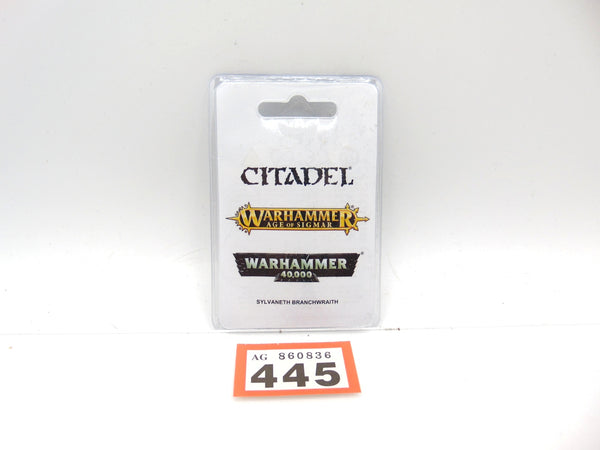 CITADEL®
WARHAMMER
AGE OF SIGMAR
WARHAMMER®
40,000
SYLVANETH BRANCHWRAITH
AG 860836
445